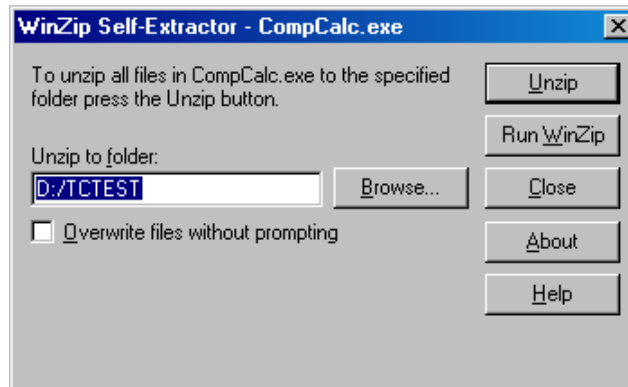 WinZip Self-Extractor - CompCalc.exe
To unzip all files in CompCalc.exe to the specified
folder press the Unzip button.
Unzip
Run WinZip
Unzip to folder:
D:/TCTEST
Browse...
Close
Overwrite files without prompting
About
Help